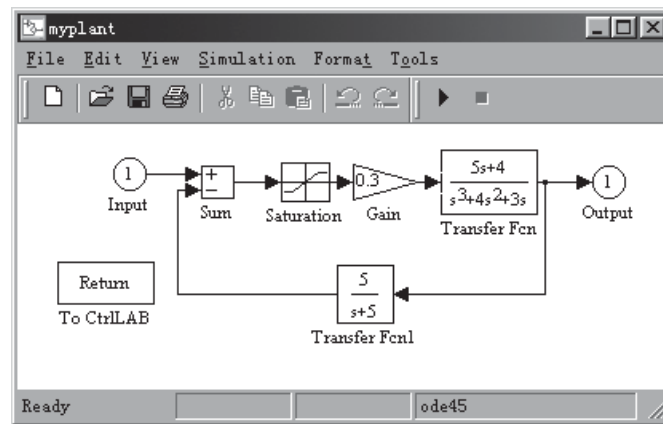 myplant
File Edit View Simulation Format Tools
1
Input
+
−
Sum
Saturation
0.3
Gain
5s+4
s3+4s2+3s
Transfer Fcn
1
Output
Return
To CtrlLAB
5
s+5
Transfer Fcn1
Ready ode45